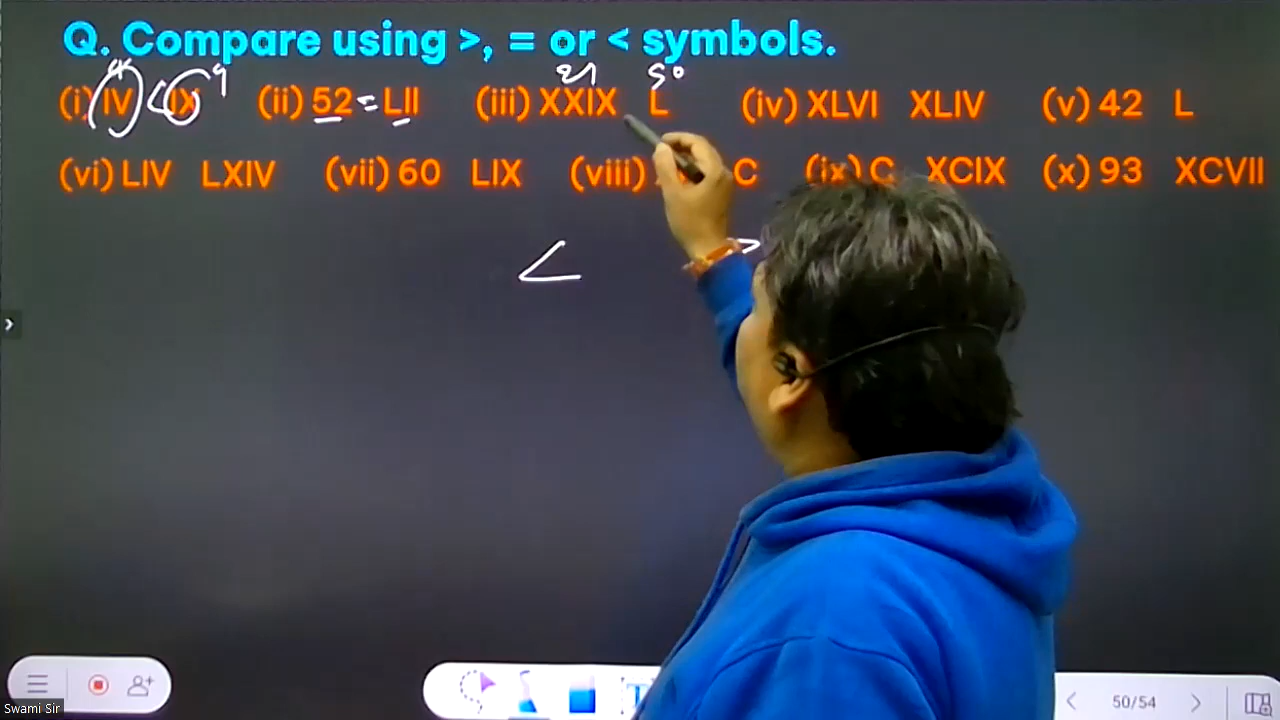 Q. Compare using >, = or < symbols.
(i) IV < IX (ii) 52 = LII (iii) XXIX L (iv) XLVI XLIV (v) 42 L
(vi) LIV LXIV (vii) 60 LIX (viii) C (ix) C XCIX (x) 93 XCVII
<
50/54
Swami Sir